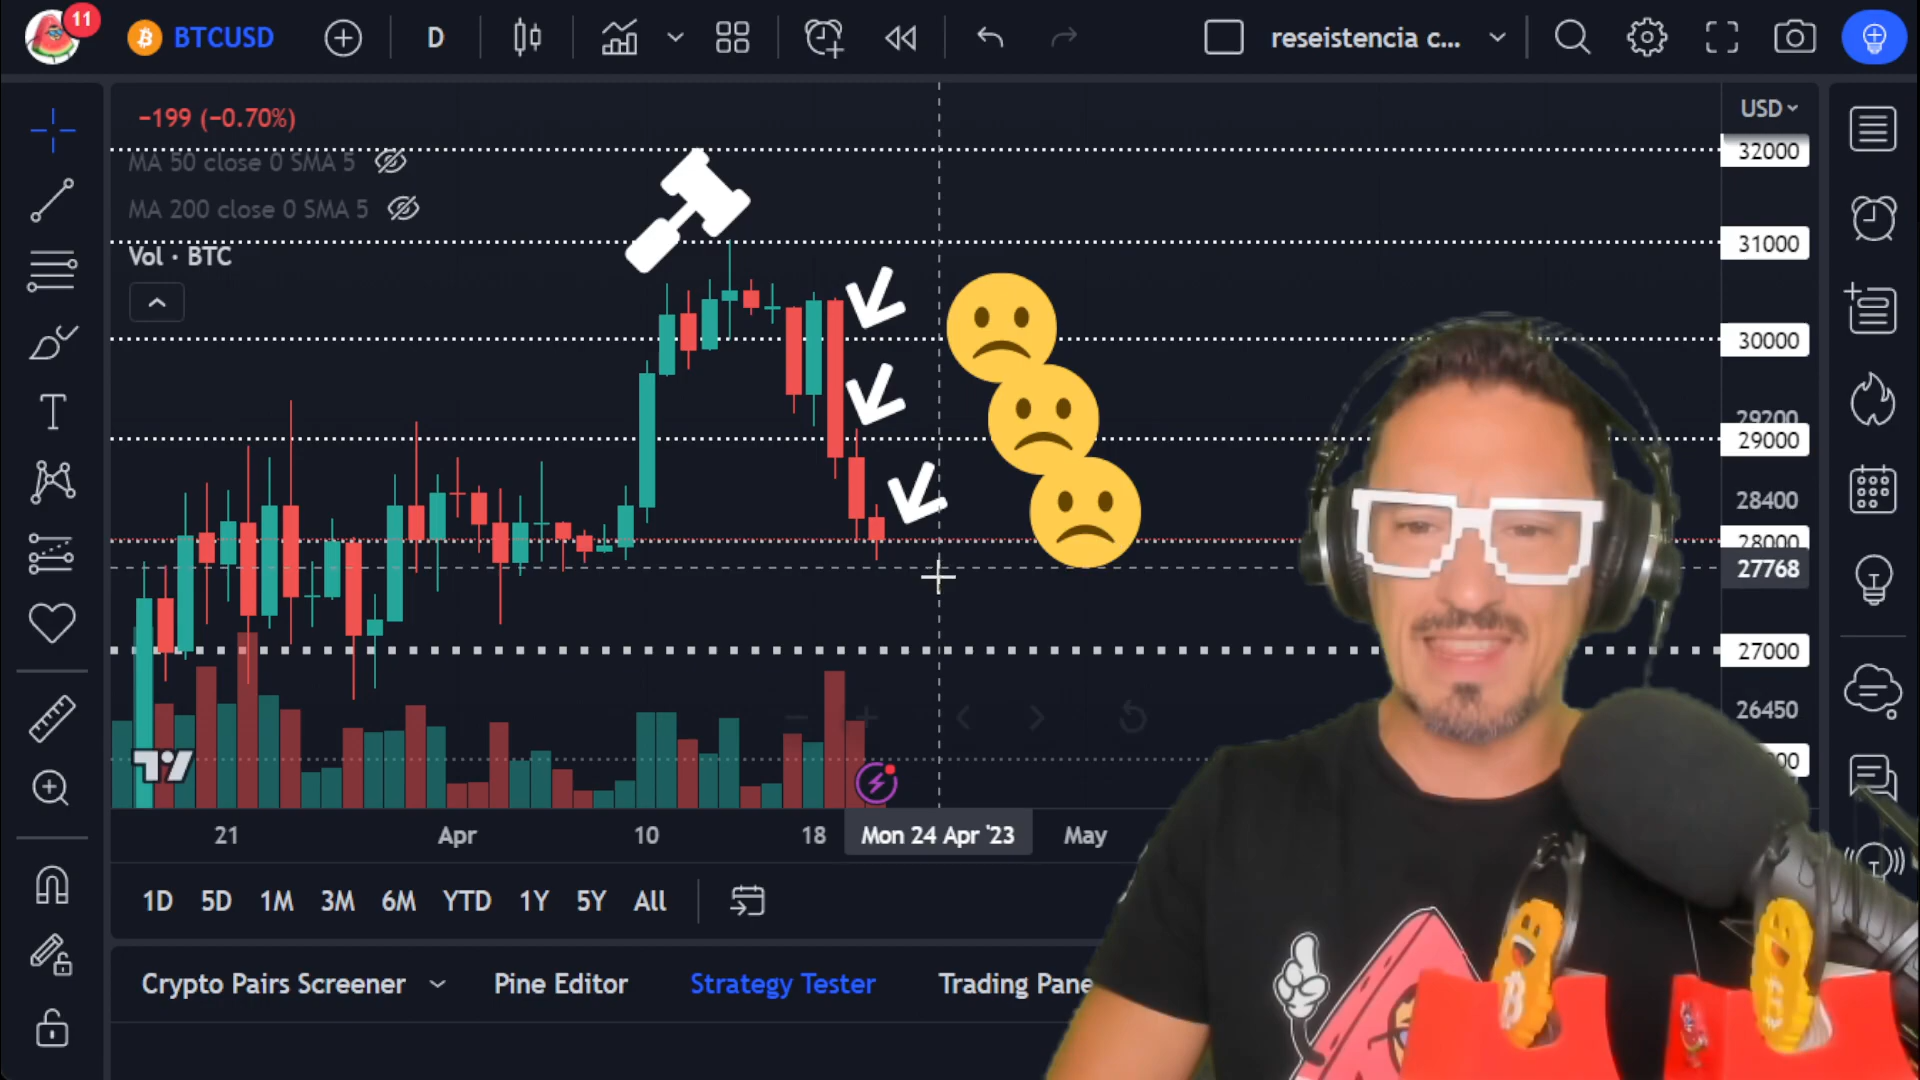 11
BTCUSD
D
reseistencia c...
−199 (−0.70%)
MA 50 close 0 SMA 5
MA 200 close 0 SMA 5
Vol · BTC
USD
32000
31000
30000
29200
29000
28400
28000
27768
27000
26450
21
Apr
10
18
Mon 24 Apr '23
May
1D
5D
1M
3M
6M
YTD
1Y
5Y
All
Crypto Pairs Screener
Pine Editor
Strategy Tester
Trading Pane